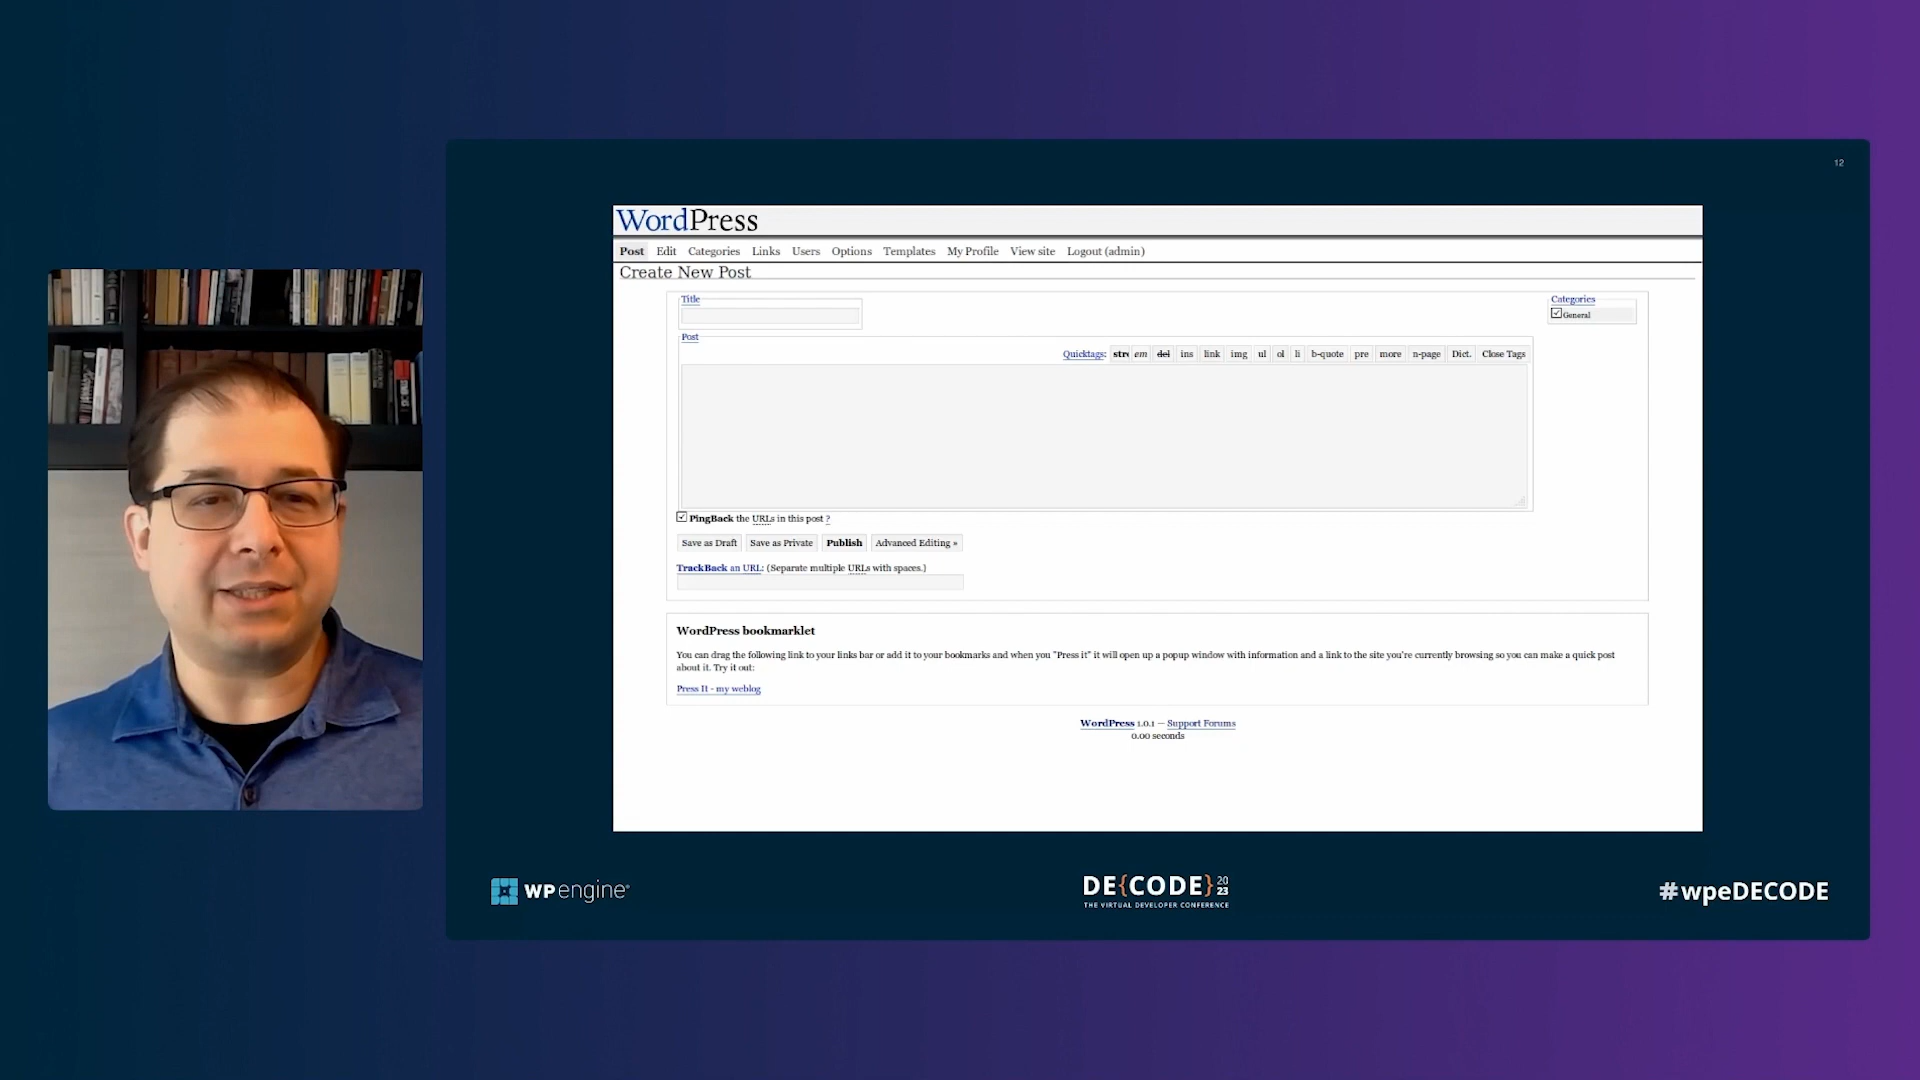 12
WordPress
Post Edit Categories Links Users Options Templates My Profile View site Logout (admin)
Create New Post
Title
Categories
General
Post
Quicktags: str em del ins link img ul ol li b-quote pre more n-page Dict. Close Tags
PingBack the URLs in this post ?
Save as Draft Save as Private Publish Advanced Editing »
TrackBack an URL: (Separate multiple URLs with spaces.)
WordPress bookmarklet
You can drag the following link to your links bar or add it to your bookmarks and when you "Press it" it will open up a popup window with information and a link to the site you're currently browsing so you can make a quick post
about it. Try it out:
Press It - my weblog
WordPress 1.0.1 — Support Forums
0.00 seconds
WP engine®
DE{CODE} 2023
THE VIRTUAL DEVELOPER CONFERENCE
#wpeDECODE